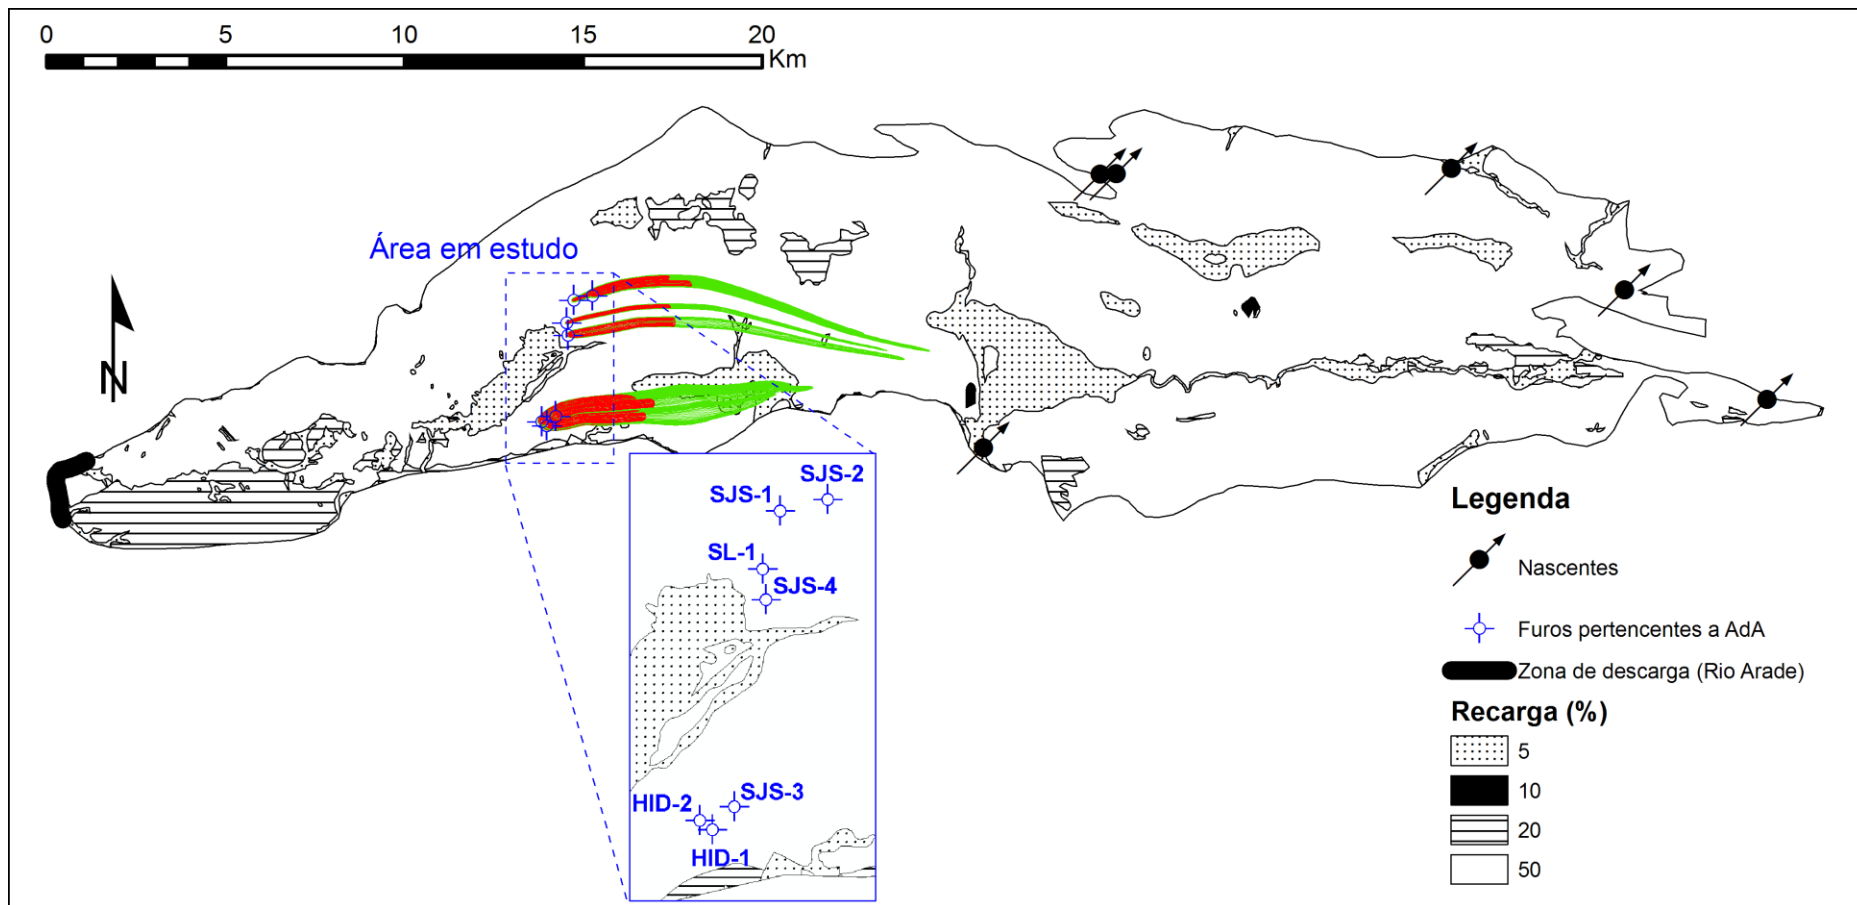 0 5 10 15 20
Km
Área em estudo
N
SJS-2
SJS-1
SL-1
SJS-4
HID-2
SJS-3
HID-1
Legenda
Nascentes
Furos pertencentes a AdA
Zona de descarga (Rio Arade)
Recarga (%)
5
10
20
50